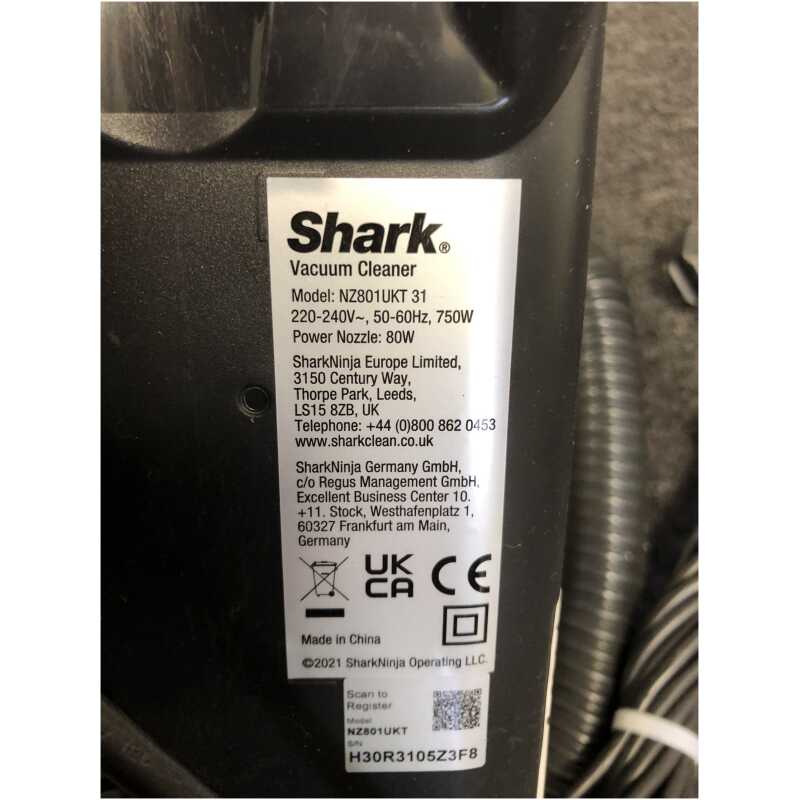 Shark®
Vacuum Cleaner
Model: NZ801UKT 31
220-240V~, 50-60Hz, 750W
Power Nozzle: 80W
SharkNinja Europe Limited,
3150 Century Way,
Thorpe Park, Leeds,
LS15 8ZB, UK
Telephone: +44 (0)800 862 0453
www.sharkclean.co.uk
SharkNinja Germany GmbH,
c/o Regus Management GmbH,
Excellent Business Center 10.
+11. Stock, Westhafenplatz 1,
60327 Frankfurt am Main,
Germany
UK
CA CE
Made in China
©2021 SharkNinja Operating LLC.
Scan to
Register
Model
NZ801UKT
S/N
H30R3105Z3F8